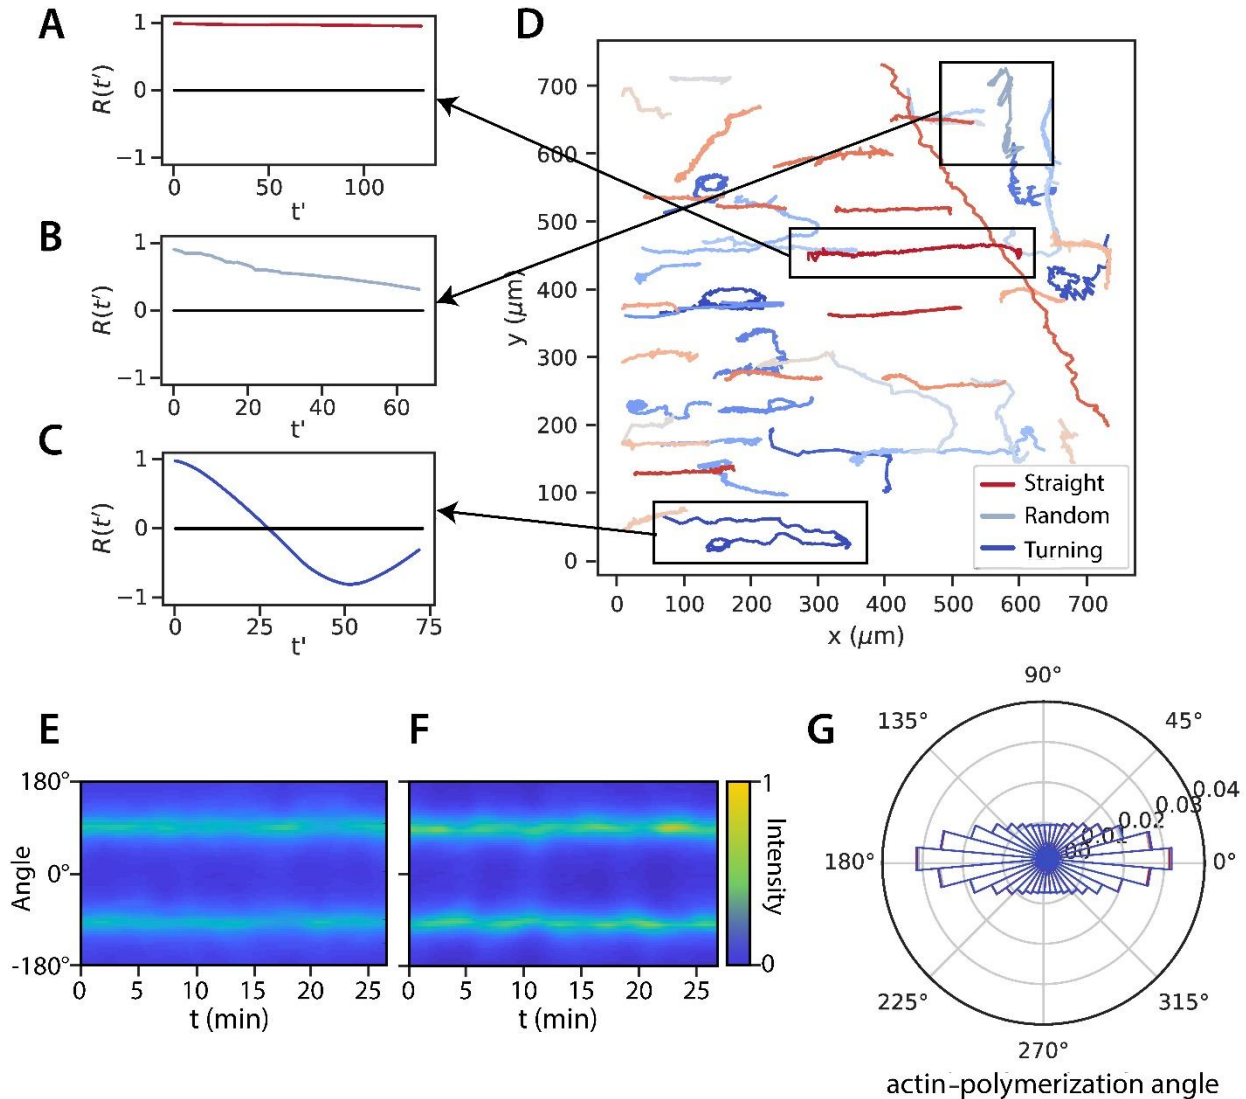 A
1
0
−1
R(t')
0
50
100
t'
B
1
0
−1
R(t')
0
20
40
60
t'
C
1
0
−1
R(t')
0
25
50
75
t'
D
700
600
500
400
300
200
100
0
y (μm)
0
100
200
300
400
500
600
700
x (μm)
Straight
Random
Turning
E
180°
0°
-180°
Angle
0
5
10
15
20
25
t (min)
F
0
5
10
15
20
25
t (min)
1
0
Intensity
G
90°
45°
0°
315°
270°
225°
180°
135°
0.04
0.03
0.02
0.01
actin-polymerization angle